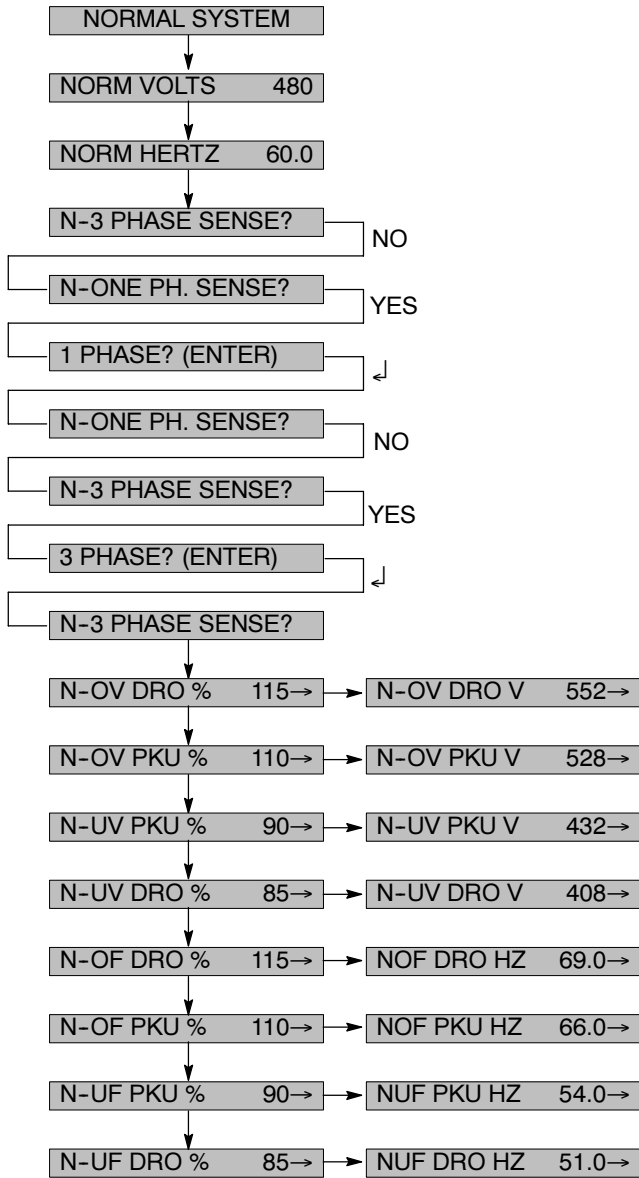 NORMAL SYSTEM
NORM VOLTS 480
NORM HERTZ 60.0
N-3 PHASE SENSE?
NO
N-ONE PH. SENSE?
YES
1 PHASE? (ENTER)
↲
N-ONE PH. SENSE?
NO
N-3 PHASE SENSE?
YES
3 PHASE? (ENTER)
↲
N-3 PHASE SENSE?
N-OV DRO % 115→ N-OV DRO V 552→
N-OV PKU % 110→ N-OV PKU V 528→
N-UV PKU % 90→ N-UV PKU V 432→
N-UV DRO % 85→ N-UV DRO V 408→
N-OF DRO % 115→ NOF DRO HZ 69.0→
N-OF PKU % 110→ NOF PKU HZ 66.0→
N-UF PKU % 90→ NUF PKU HZ 54.0→
N-UF DRO % 85→ NUF DRO HZ 51.0→